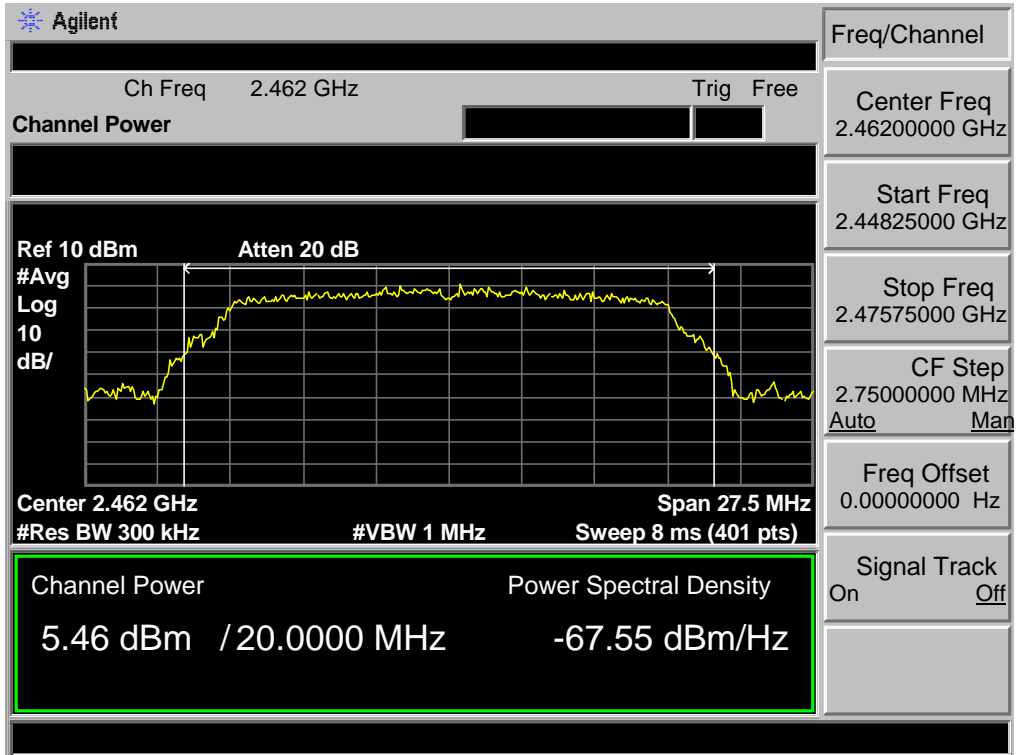 Agilent
Ch Freq 2.462 GHz Trig Free
Channel Power
Ref 10 dBm Atten 20 dB
#Avg
Log
10
dB/
Center 2.462 GHz Span 27.5 MHz
#Res BW 300 kHz #VBW 1 MHz Sweep 8 ms (401 pts)
Channel Power Power Spectral Density
5.46 dBm / 20.0000 MHz -67.55 dBm/Hz
Freq/Channel
Center Freq
2.46200000 GHz
Start Freq
2.44825000 GHz
Stop Freq
2.47575000 GHz
CF Step
2.75000000 MHz
Auto Man
Freq Offset
0.00000000 Hz
Signal Track
On Off